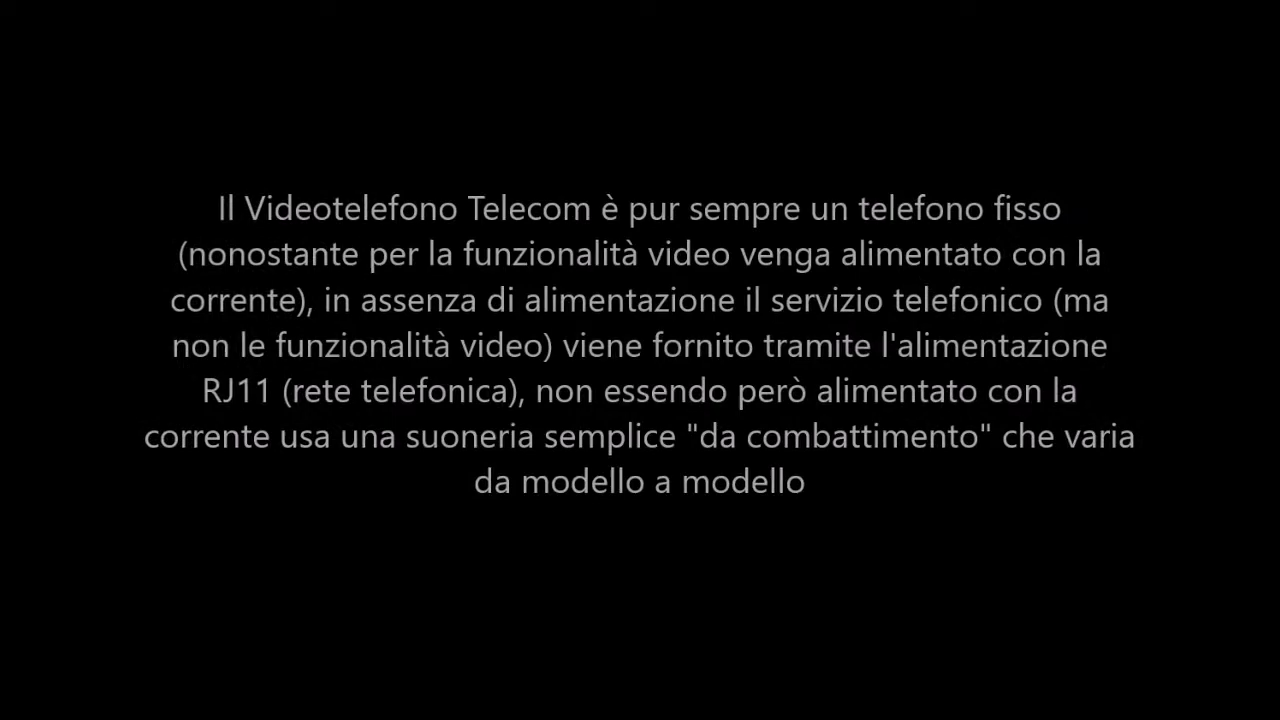 Il Videotelefono Telecom è pur sempre un telefono fisso
(nonostante per la funzionalità video venga alimentato con la
corrente), in assenza di alimentazione il servizio telefonico (ma
non le funzionalità video) viene fornito tramite l'alimentazione
RJ11 (rete telefonica), non essendo però alimentato con la
corrente usa una suoneria semplice "da combattimento" che varia
da modello a modello